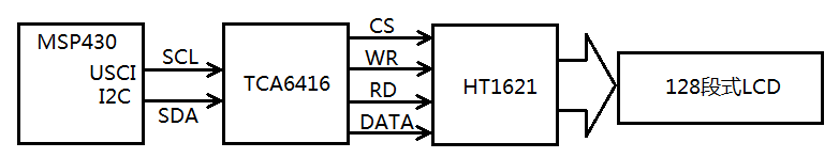 MSP430
USCI
I2C
SCL
SDA
TCA6416
CS
WR
RD
DATA
HT1621
128段式LCD